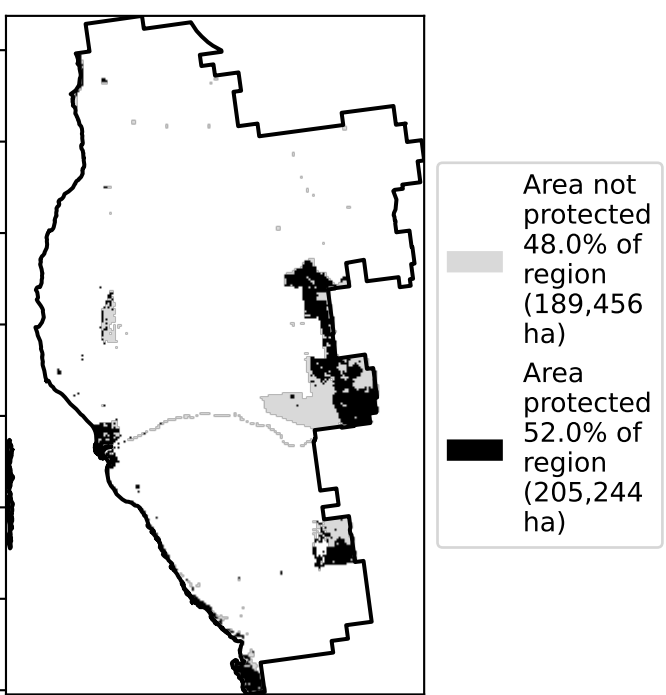 Area not
protected
48.0% of
region
(189,456
ha)
Area
protected
52.0% of
region
(205,244
ha)